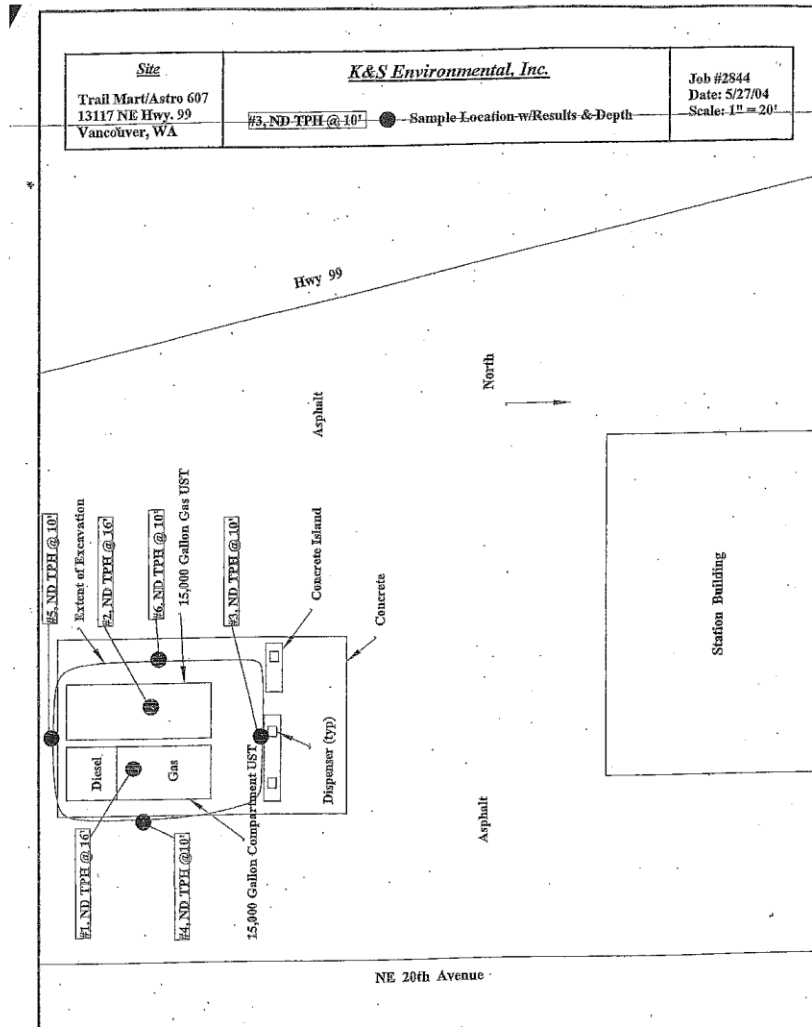 Site
Trail Mart/Astro 607
13117 NE Hwy. 99
Vancouver, WA
K&S Environmental, Inc.
#3, ND TPH @ 10' Sample Location w/Results & Depth
Job #2844
Date: 5/27/04
Scale: 1" = 20'
Hwy 99
North
Asphalt
#5, ND TPH @ 10'
Extent of Excavation
#2, ND TPH @ 16'
#6, ND TPH @ 10'
15,000 Gallon Gas UST
#3, ND TPH @ 10'
Concrete Island
Concrete
Station Building
Diesel
Gas
Dispenser (typ)
#1, ND TPH @ 16'
#4, ND TPH @10'
15,000 Gallon Compartment UST
Asphalt
NE 20th Avenue